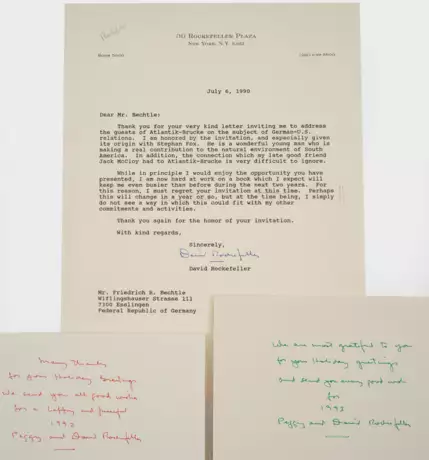 30 Rockefeller Plaza
New York, N.Y. 10112
Room 5600
July 6, 1990
Dear Mr. Bechtle:
Thank you for your very kind letter inviting me to address
the guests of Atlantik-Brucke on the subject of German-U.S.
relations. I am honored by the invitation, and especially given
its origin with Stephan Fox. He is a wonderful young man who is
making a real contribution to the natural environment of South
America. In addition, the connection which my late good friend
Jack McCloy had to Atlantik-Brucke is very difficult to ignore.
While in principle I would enjoy the opportunity you have
presented, I am now hard at work on a book which I expect will
keep me even busier than before during the next two years. For
this reason, I must regret your invitation at this time. Perhaps
this will change in a year or so, but at the time being, I simply
do not see a way in which this could fit with my other
commitments and activities.
Thank you again for the honor of your invitation.
With kind regards,
Sincerely,
David Rockefeller
David Rockefeller
Mr. Friedrich R. Bechtle
Wiflingshauser Strasse 111
7300 Esslingen
Federal Republic of Germany
Many thanks
for your Holiday Greetings
We send you all good wishes
for a happy and peaceful
1993
Peggy and David Rockefeller
We are most grateful to you
for your Holiday greetings
and send you every good wish
for
1993
Peggy and David Rockefeller